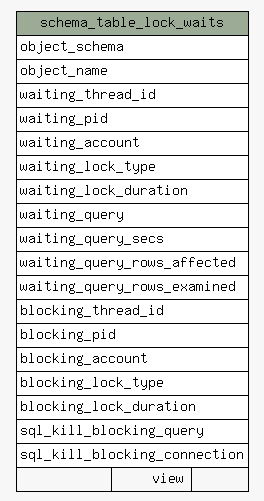 schema_table_lock_waits
object_schema
object_name
waiting_thread_id
waiting_pid
waiting_account
waiting_lock_type
waiting_lock_duration
waiting_query
waiting_query_secs
waiting_query_rows_affected
waiting_query_rows_examined
blocking_thread_id
blocking_pid
blocking_account
blocking_lock_type
blocking_lock_duration
sql_kill_blocking_query
sql_kill_blocking_connection
view